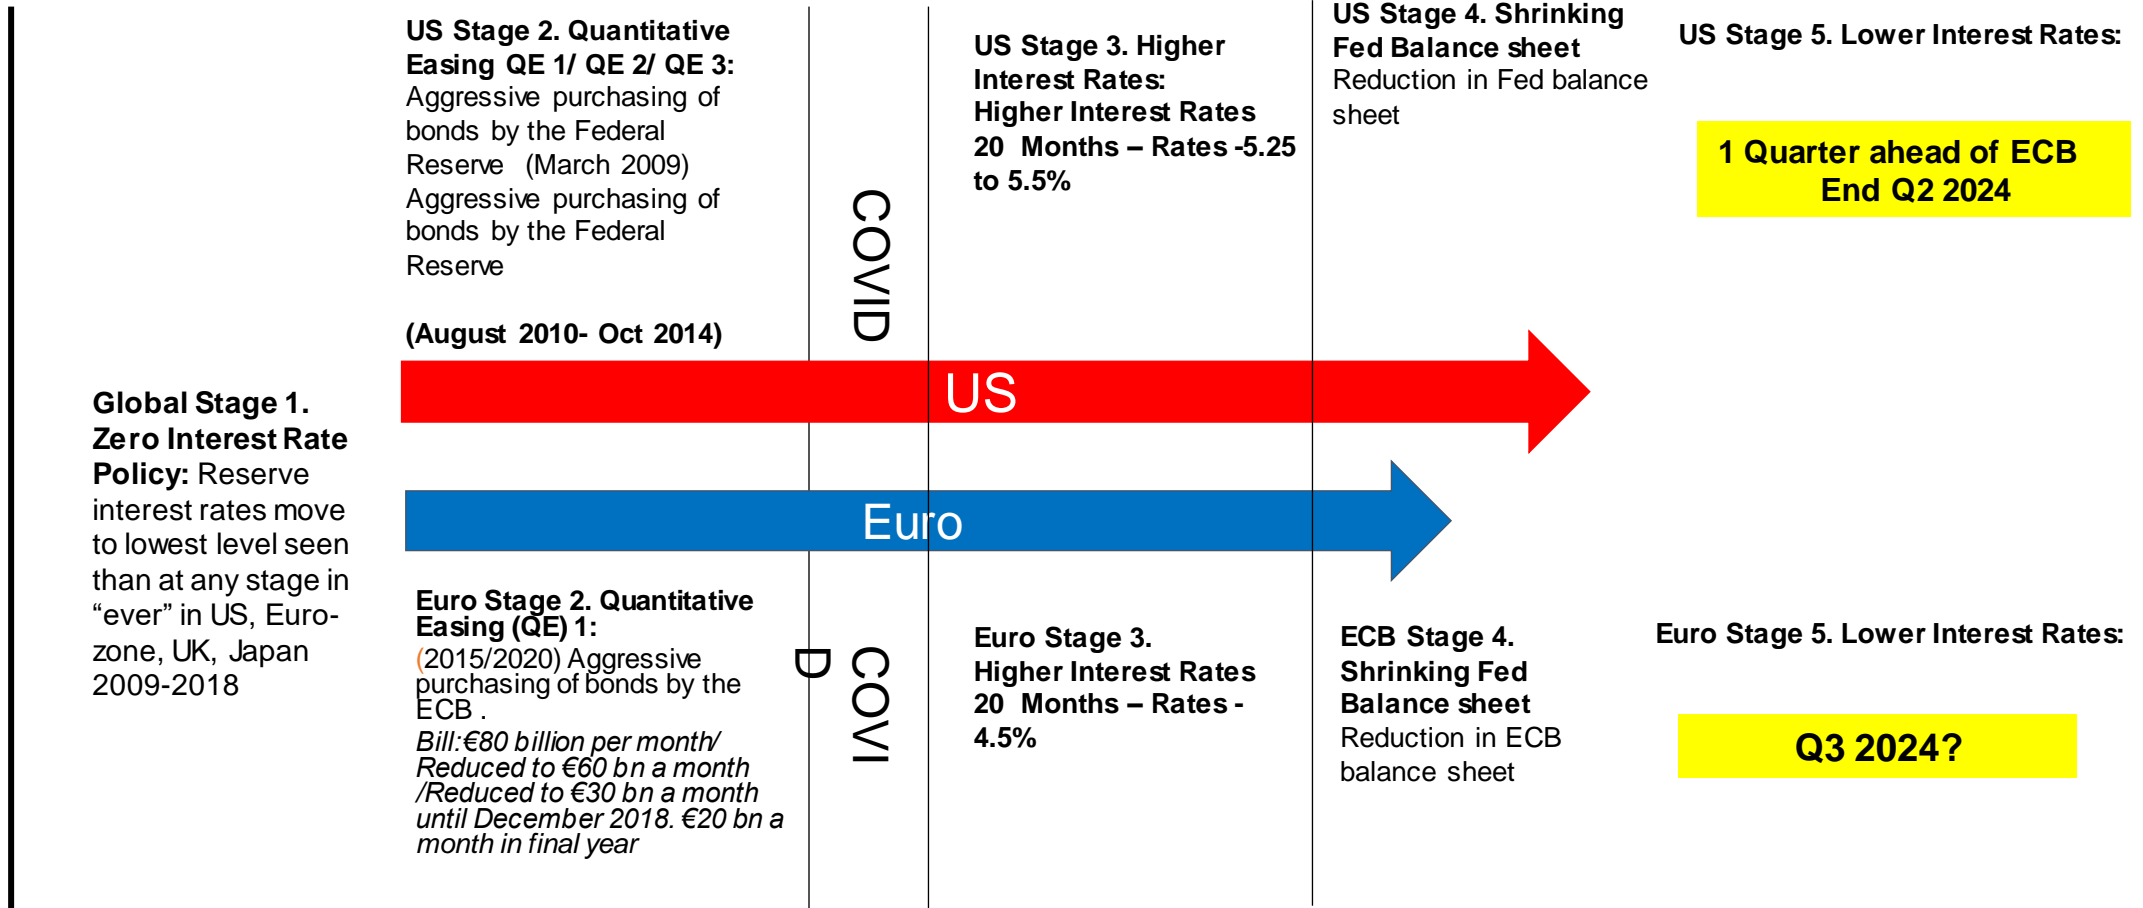 Global Stage 1.
Zero Interest Rate
Policy: Reserve
interest rates move
to lowest level seen
than at any stage in
“ever” in US, Euro-
zone, UK, Japan
2009-2018
US Stage 2. Quantitative
Easing QE 1/ QE 2/ QE 3:
Aggressive purchasing of
bonds by the Federal
Reserve (March 2009)
Aggressive purchasing of
bonds by the Federal
Reserve
(August 2010- Oct 2014)
COVID
US Stage 3. Higher
Interest Rates:
Higher Interest Rates
20 Months – Rates -5.25
to 5.5%
US Stage 4. Shrinking
Fed Balance sheet
Reduction in Fed balance
sheet
US Stage 5. Lower Interest Rates:
1 Quarter ahead of ECB
End Q2 2024
US
Euro
Euro Stage 2. Quantitative
Easing (QE) 1:
(2015/2020) Aggressive
purchasing of bonds by the
ECB .
Bill:€80 billion per month/
Reduced to €60 bn a month
/Reduced to €30 bn a month
until December 2018. €20 bn a
month in final year
COVI
D
Euro Stage 3.
Higher Interest Rates
20 Months – Rates -
4.5%
ECB Stage 4.
Shrinking Fed
Balance sheet
Reduction in ECB
balance sheet
Euro Stage 5. Lower Interest Rates:
Q3 2024?